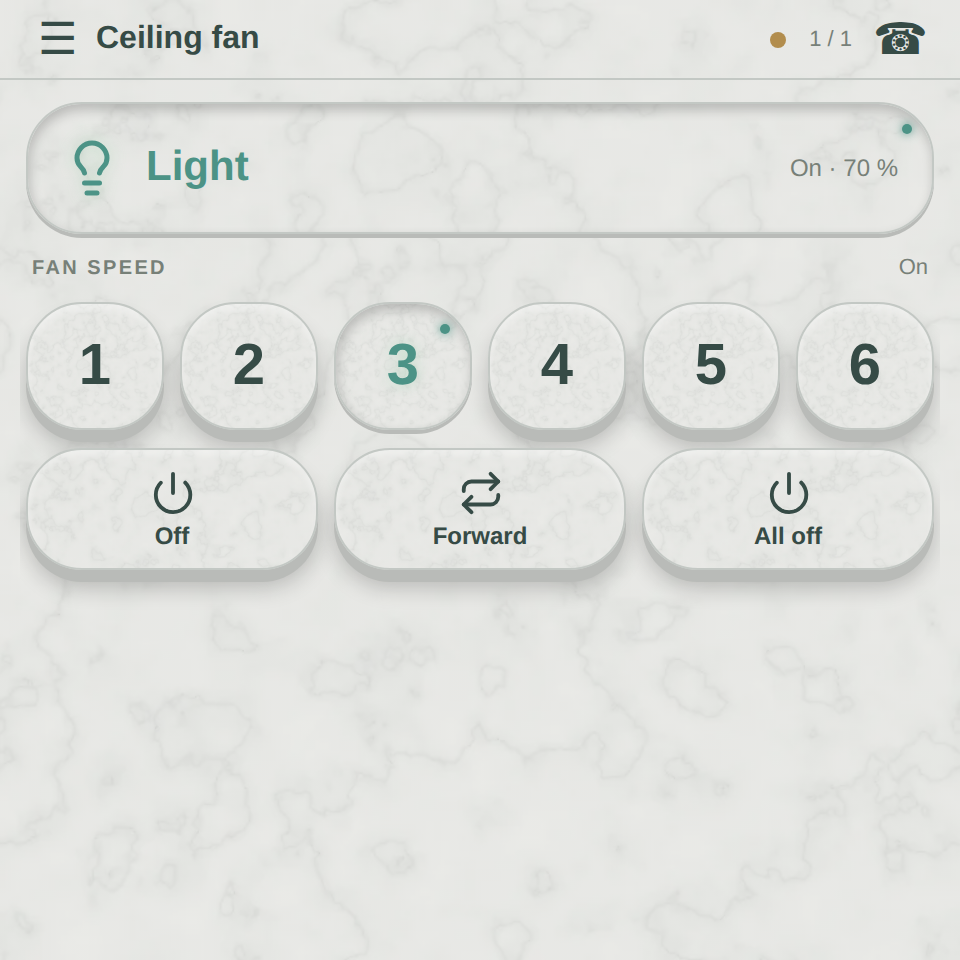 Ceiling fan
1 / 1
Light
On · 70 %
FAN SPEED
On
1 2 3 4 5 6
Off
Forward
All off